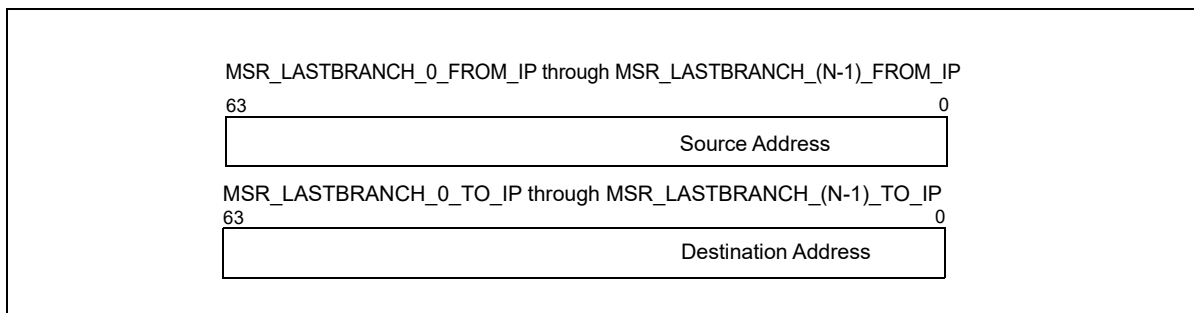 MSR_LASTBRANCH_0_FROM_IP through MSR_LASTBRANCH_(N-1)_FROM_IP
63 0
Source Address
MSR_LASTBRANCH_0_TO_IP through MSR_LASTBRANCH_(N-1)_TO_IP
63 0
Destination Address